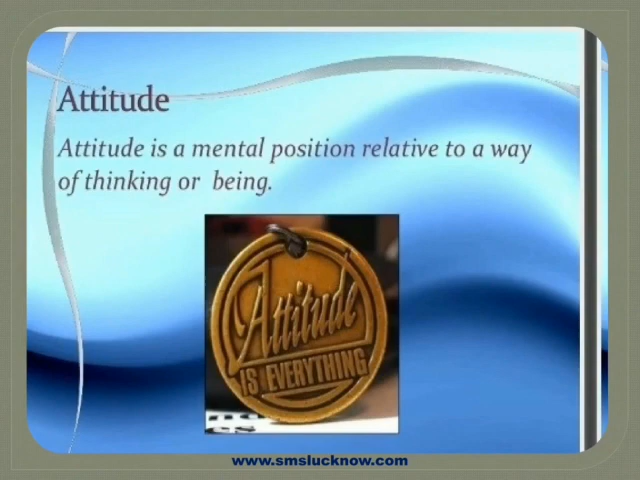 Attitude
Attitude is a mental position relative to a way
of thinking or being.
Attitude
IS EVERYTHING
www.smslucknow.com